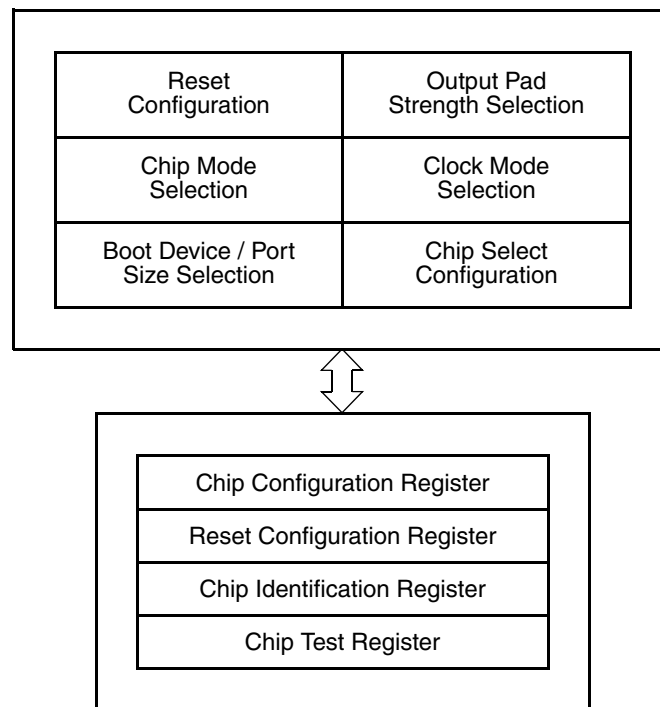 Reset
Configuration
Output Pad
Strength Selection
Chip Mode
Selection
Clock Mode
Selection
Boot Device / Port
Size Selection
Chip Select
Configuration
Chip Configuration Register
Reset Configuration Register
Chip Identification Register
Chip Test Register